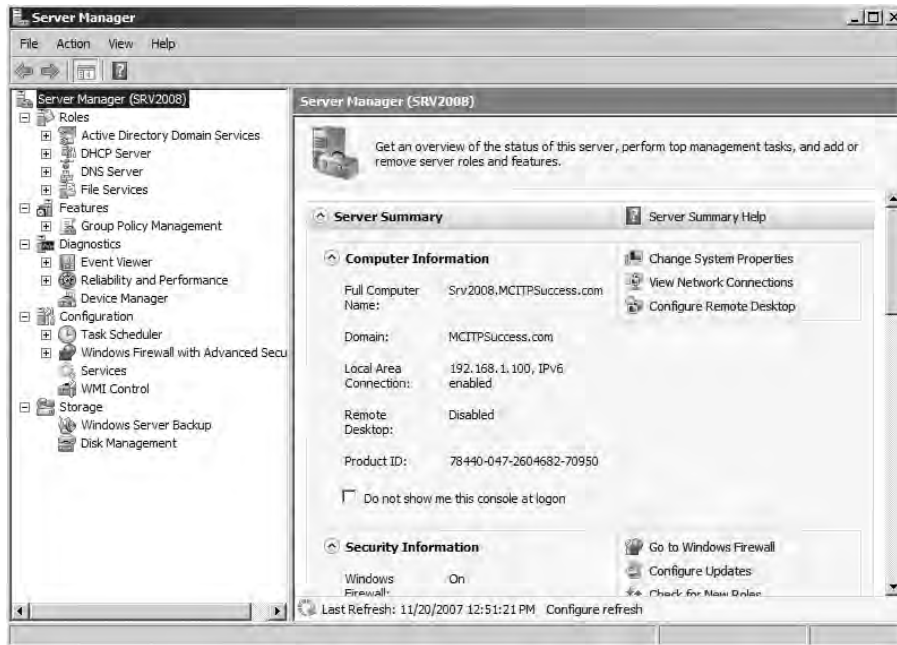 Server Manager
File Action View Help
Server Manager (SRV2008)
Roles
Active Directory Domain Services
DHCP Server
DNS Server
File Services
Features
Group Policy Management
Diagnostics
Event Viewer
Reliability and Performance
Device Manager
Configuration
Task Scheduler
Windows Firewall with Advanced Secu
Services
WMI Control
Storage
Windows Server Backup
Disk Management
Server Manager (SRV2008)
Get an overview of the status of this server, perform top management tasks, and add or
remove server roles and features.
Server Summary
Server Summary Help
Computer Information
Change System Properties
View Network Connections
Configure Remote Desktop
Full Computer Srv2008.MCITPSuccess.com
Name:
Domain: MCITPSuccess.com
Local Area 192.168.1.100, IPv6
Connection: enabled
Remote Disabled
Desktop:
Product ID: 78440-047-2604682-70950
Do not show me this console at logon
Security Information
Go to Windows Firewall
Configure Updates
Check for New Roles
Windows On
Firewall:
Last Refresh: 11/20/2007 12:51:21 PM Configure refresh